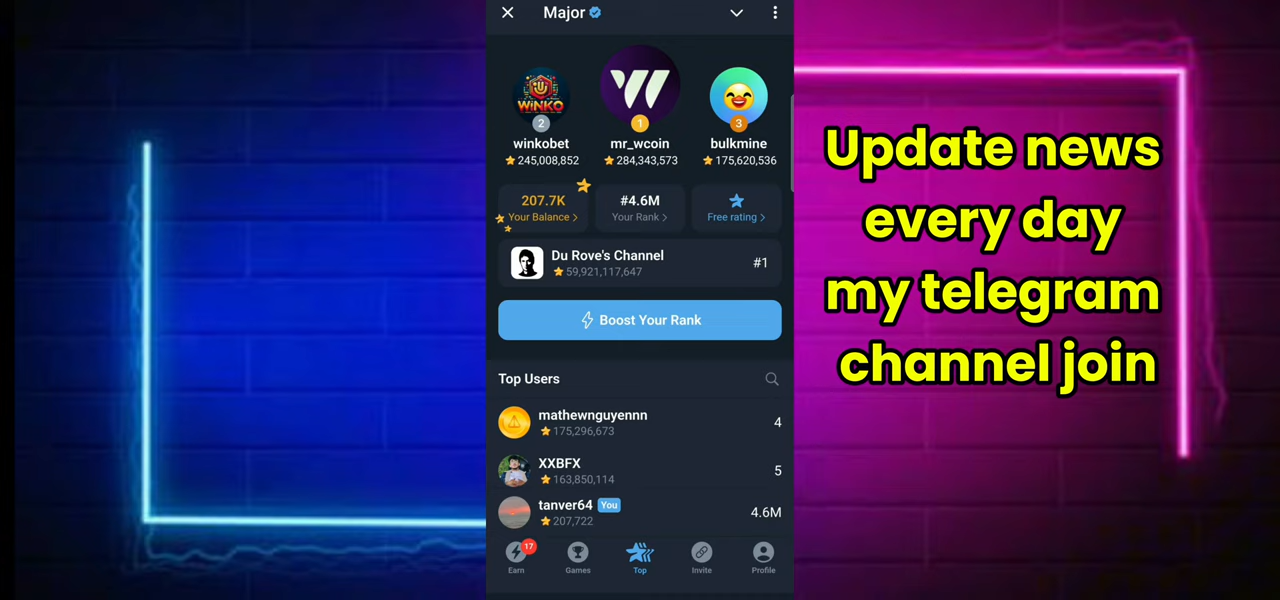 Major
WINKO
2
1
3
winkobet
mr_wcoin
bulkmine
245,008,852
284,343,573
175,620,536
207.7K
#4.6M
Your Balance >
Your Rank >
Free rating >
Du Rove's Channel
59,921,117,647
#1
Boost Your Rank
Top Users
mathewnguyennn
175,296,673
4
XXBFX
163,850,114
5
tanver64 You
207,722
4.6M
17
Earn
Games
Top
Invite
Profile
Update news
every day
my telegram
channel join